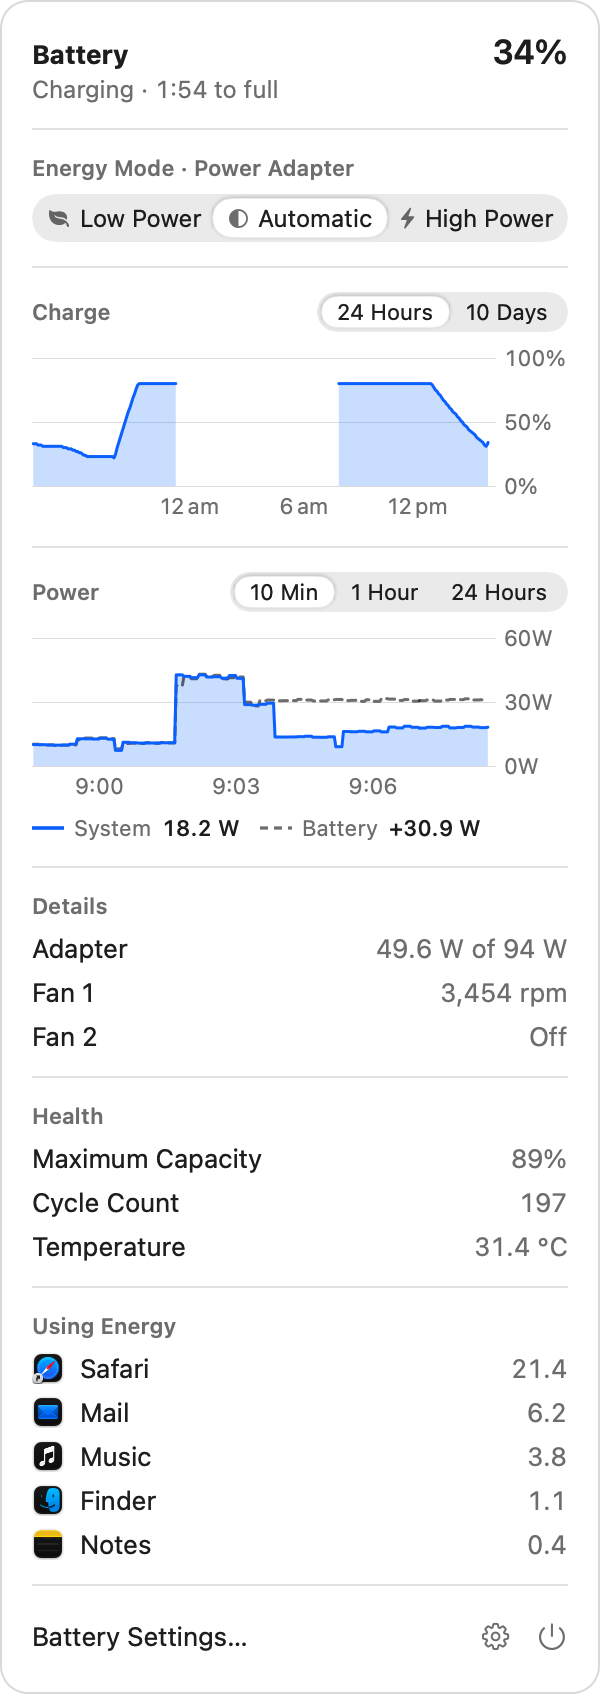 Battery 34%
Charging · 1:54 to full
Energy Mode · Power Adapter
Low Power Automatic High Power
Charge 24 Hours 10 Days
100%
50%
0%
12 am 6 am 12 pm
Power 10 Min 1 Hour 24 Hours
60W
30W
0W
9:00 9:03 9:06
System 18.2 W Battery +30.9 W
Details
Adapter 49.6 W of 94 W
Fan 1 3,454 rpm
Fan 2 Off
Health
Maximum Capacity 89%
Cycle Count 197
Temperature 31.4 °C
Using Energy
Safari 21.4
Mail 6.2
Music 3.8
Finder 1.1
Notes 0.4
Battery Settings...